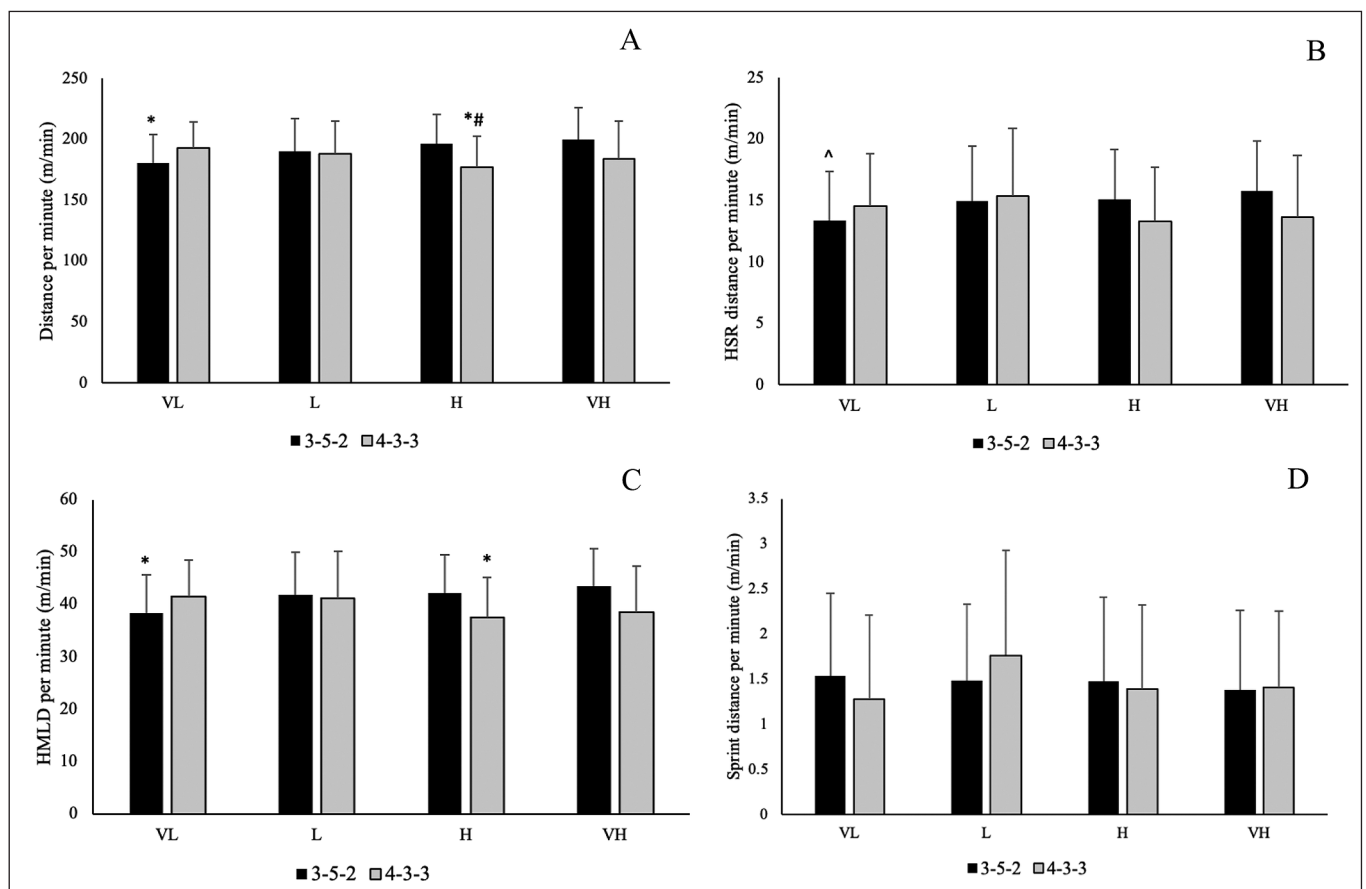 A
250
200
150
100
50
0
Distance per minute (m/min)
*
*#
VL L H VH
3-5-2 4-3-3
B
25
20
15
10
5
0
HSR distance per minute (m/min)
^
VL L H VH
3-5-2 4-3-3
C
60
50
40
30
20
10
0
HMLD per minute (m/min)
* *
VL L H VH
3-5-2 4-3-3
D
3.5
3
2.5
2
1.5
1
0.5
0
Sprint distance per minute (m/min)
VL L H VH
3-5-2 4-3-3